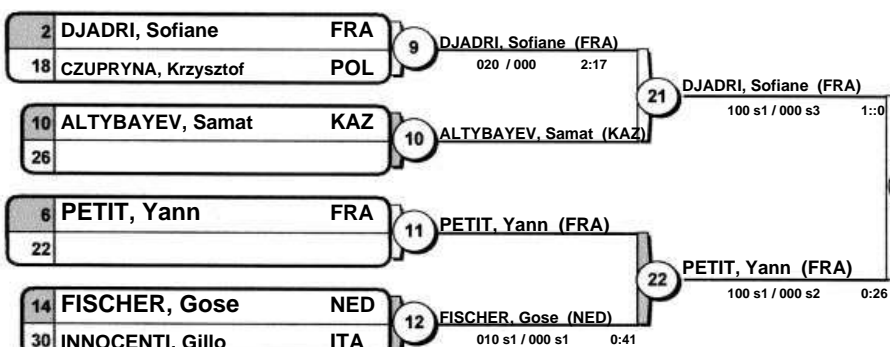 2 DJADRI, Sofiane FRA
18 CZUPRYNA, Krzysztof POL
9
DJADRI, Sofiane (FRA)
020 / 000 2:17
10 ALTYBAYEV, Samat KAZ
26
10
ALTYBAYEV, Samat (KAZ)
21
DJADRI, Sofiane (FRA)
100 s1 / 000 s3 1::0
6 PETIT, Yann FRA
22
11
PETIT, Yann (FRA)
14 FISCHER, Gose NED
30 INNOCENTI, Gillo ITA
12
FISCHER, Gose (NED)
010 s1 / 000 s1 0:41
22
PETIT, Yann (FRA)
100 s1 / 000 s2 0:26